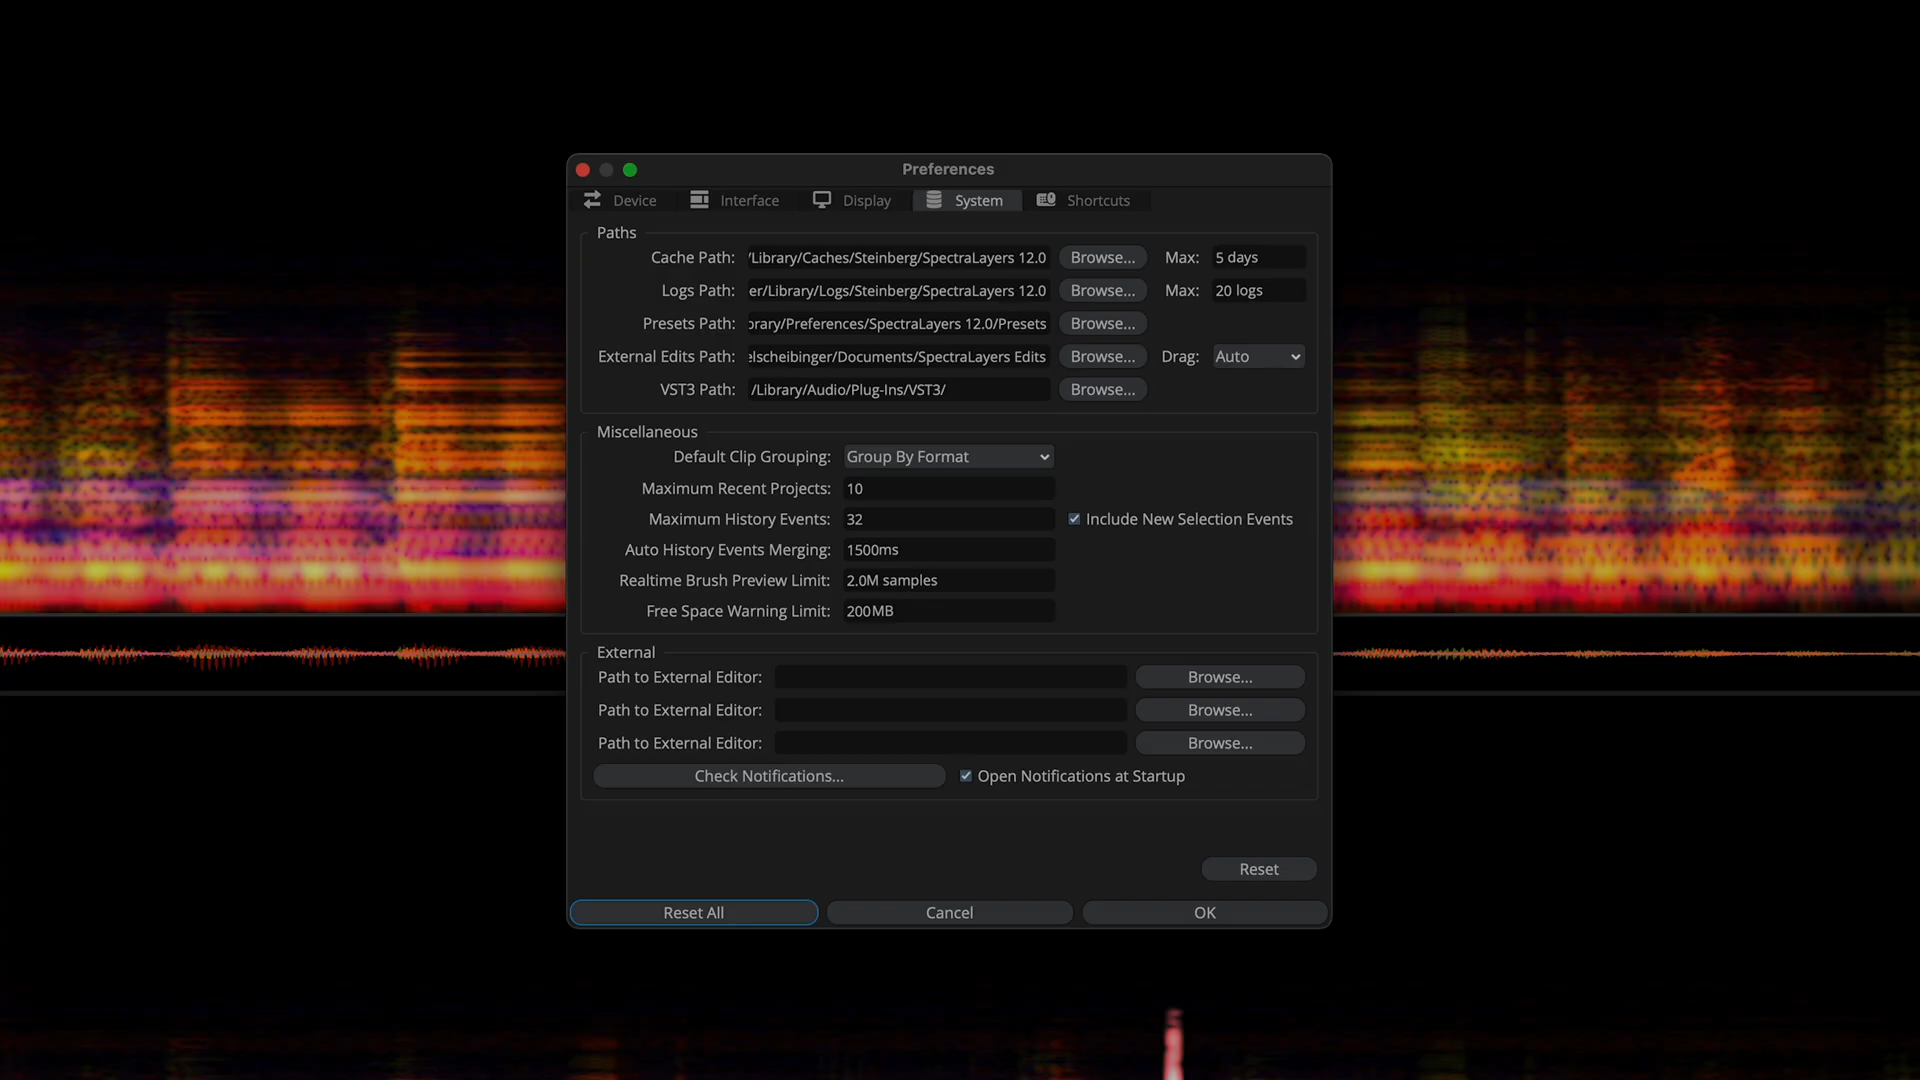 Preferences
Device Interface Display System Shortcuts
Paths
Cache Path: /Library/Caches/Steinberg/SpectraLayers 12.0 Browse... Max: 5 days
Logs Path: er/Library/Logs/Steinberg/SpectraLayers 12.0 Browse... Max: 20 logs
Presets Path: brary/Preferences/SpectraLayers 12.0/Presets Browse...
External Edits Path: elscheibinger/Documents/SpectraLayers Edits Browse... Drag: Auto
VST3 Path: /Library/Audio/Plug-Ins/VST3/ Browse...
Miscellaneous
Default Clip Grouping: Group By Format
Maximum Recent Projects: 10
Maximum History Events: 32 Include New Selection Events
Auto History Events Merging: 1500ms
Realtime Brush Preview Limit: 2.0M samples
Free Space Warning Limit: 200MB
External
Path to External Editor: Browse...
Path to External Editor: Browse...
Path to External Editor: Browse...
Check Notifications... Open Notifications at Startup
Reset
Reset All Cancel OK